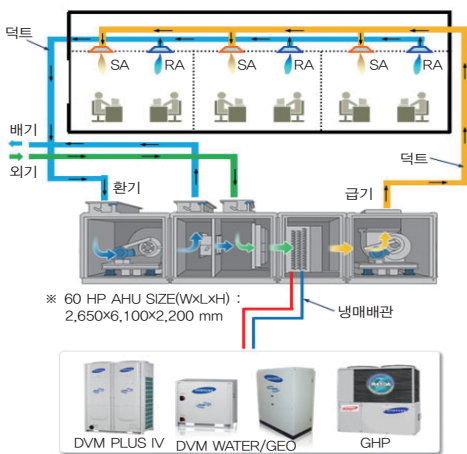 덕트
SA
RA
SA
RA
SA
RA
배기
외기
덕트
환기
급기
※ 60 HP AHU SIZE(W×L×H) :
2,650×6,100×2,200 mm
냉매배관
DVM PLUS IV
DVM WATER/GEO
GHP